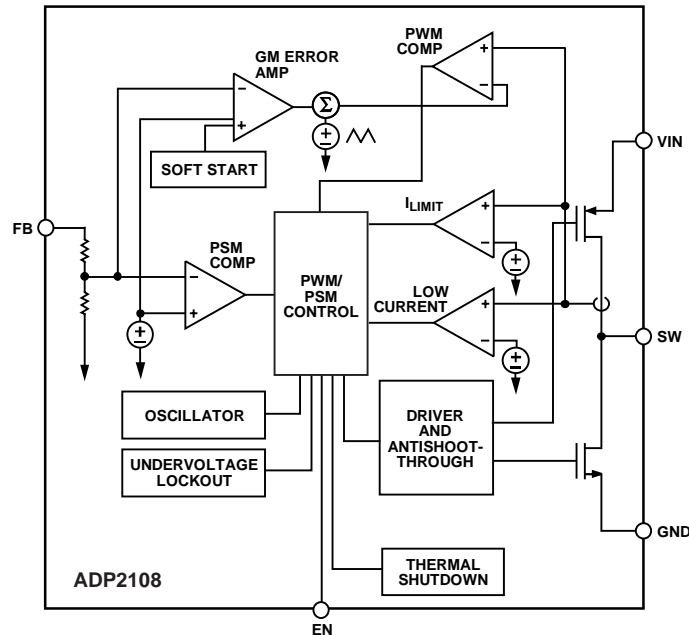 PWM
COMP
GM ERROR
AMP
+
−
−
Σ
+
+
−
SOFT START
VIN
ILIMIT
+
−
+
−
FB
PSM
COMP
−
+
PWM/
PSM
CONTROL
LOW
CURRENT
+
−
+
−
+
−
SW
OSCILLATOR
DRIVER
AND
ANTISHOOT-
THROUGH
UNDERVOLTAGE
LOCKOUT
GND
THERMAL
SHUTDOWN
ADP2108
EN